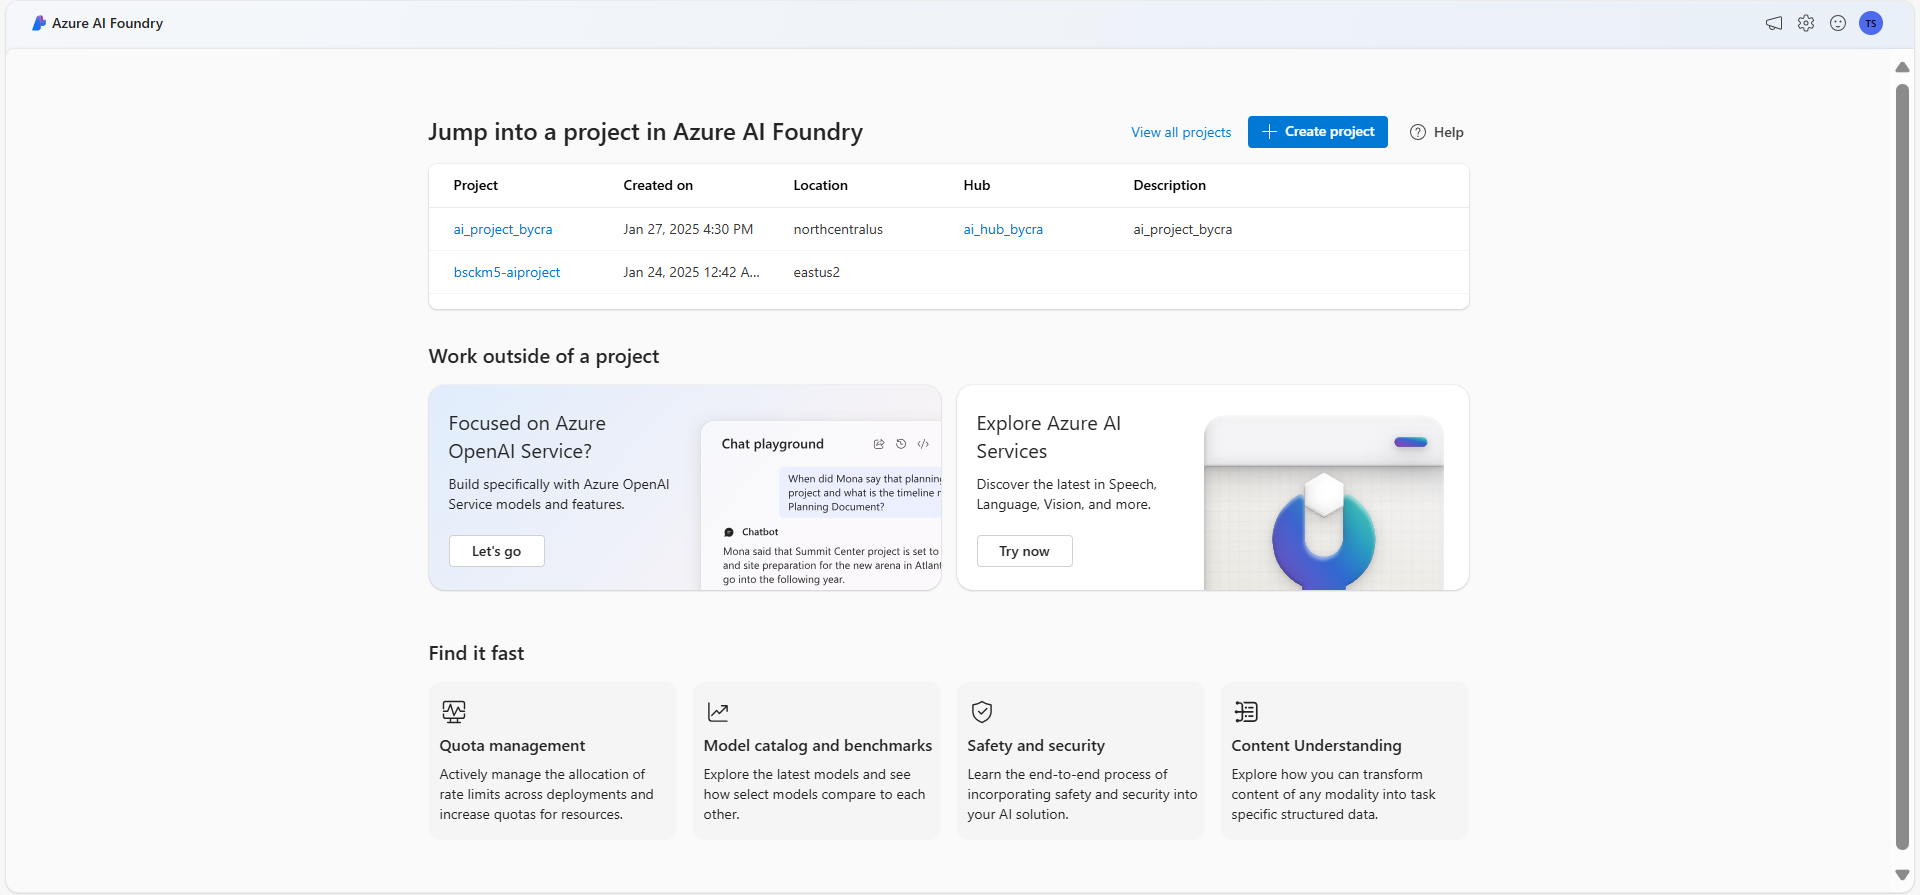 Azure AI Foundry
TS
Jump into a project in Azure AI Foundry
View all projects
Create project
Help
Project Created on Location Hub Description
ai_project_bycra Jan 27, 2025 4:30 PM northcentralus ai_hub_bycra ai_project_bycra
bsckm5-aiproject Jan 24, 2025 12:42 A... eastus2
Work outside of a project
Focused on Azure
OpenAI Service?
Build specifically with Azure OpenAI
Service models and features.
Let's go
Chat playground
When did Mona say that planning
project and what is the timeline
Planning Document?
Chatbot
Mona said that Summit Center project is set to
and site preparation for the new arena in Atlan
go into the following year.
Explore Azure AI
Services
Discover the latest in Speech,
Language, Vision, and more.
Try now
Find it fast
Quota management
Actively manage the allocation of
rate limits across deployments and
increase quotas for resources.
Model catalog and benchmarks
Explore the latest models and see
how select models compare to each
other.
Safety and security
Learn the end-to-end process of
incorporating safety and security into
your AI solution.
Content Understanding
Explore how you can transform
content of any modality into task
specific structured data.